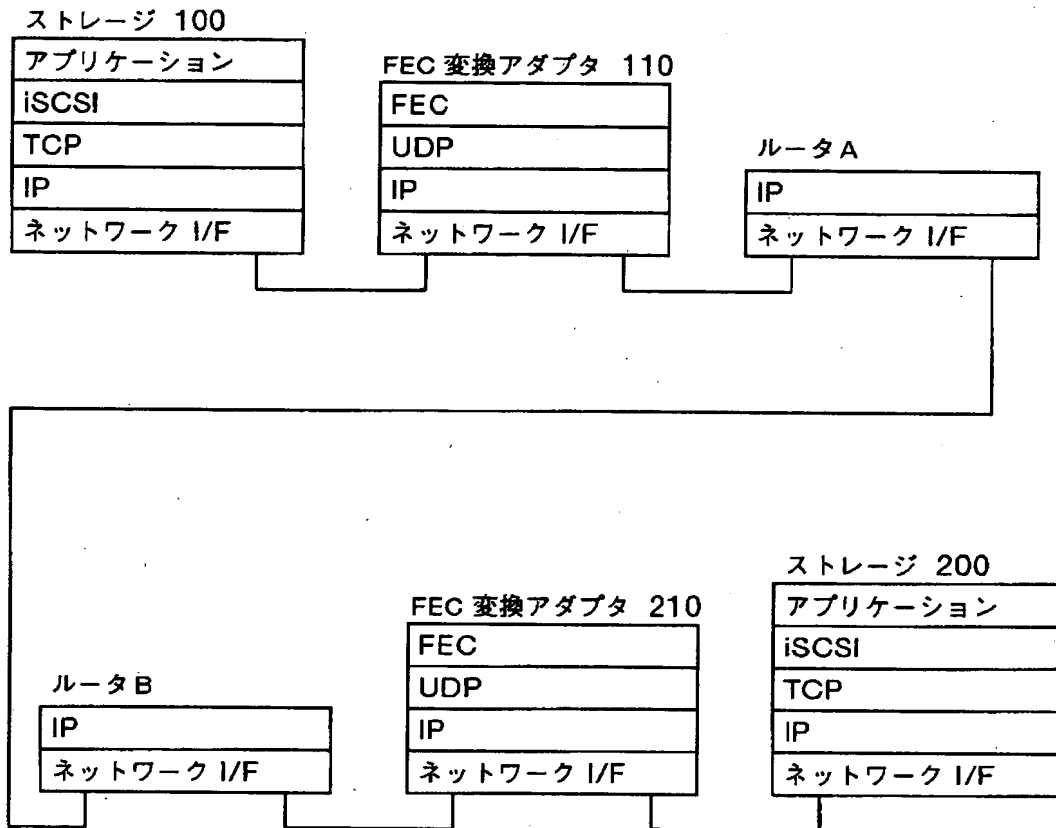 ストレージ 100
アプリケーション
iSCSI
TCP
IP
ネットワーク I/F
FEC 変換アダプタ 110
FEC
UDP
IP
ネットワーク I/F
ルータA
IP
ネットワーク I/F
ルータB
IP
ネットワーク I/F
FEC 変換アダプタ 210
FEC
UDP
IP
ネットワーク I/F
ストレージ 200
アプリケーション
iSCSI
TCP
IP
ネットワーク I/F